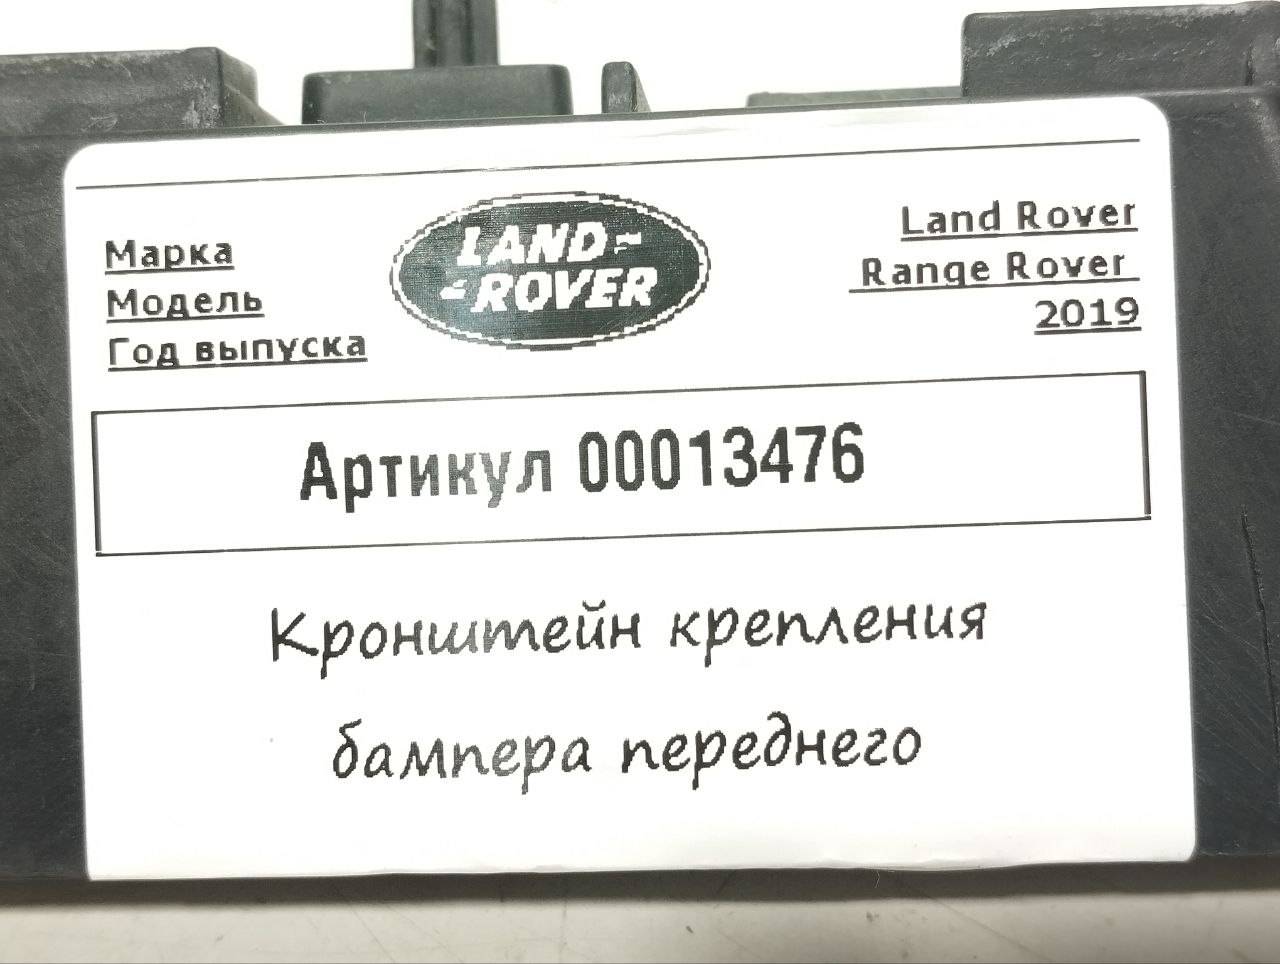 Марка
Модель
Год выпуска
LAND-
-ROVER
Land Rover
Range Rover
2019
Артикул 00013476
Кронштейн крепления
бампера переднего